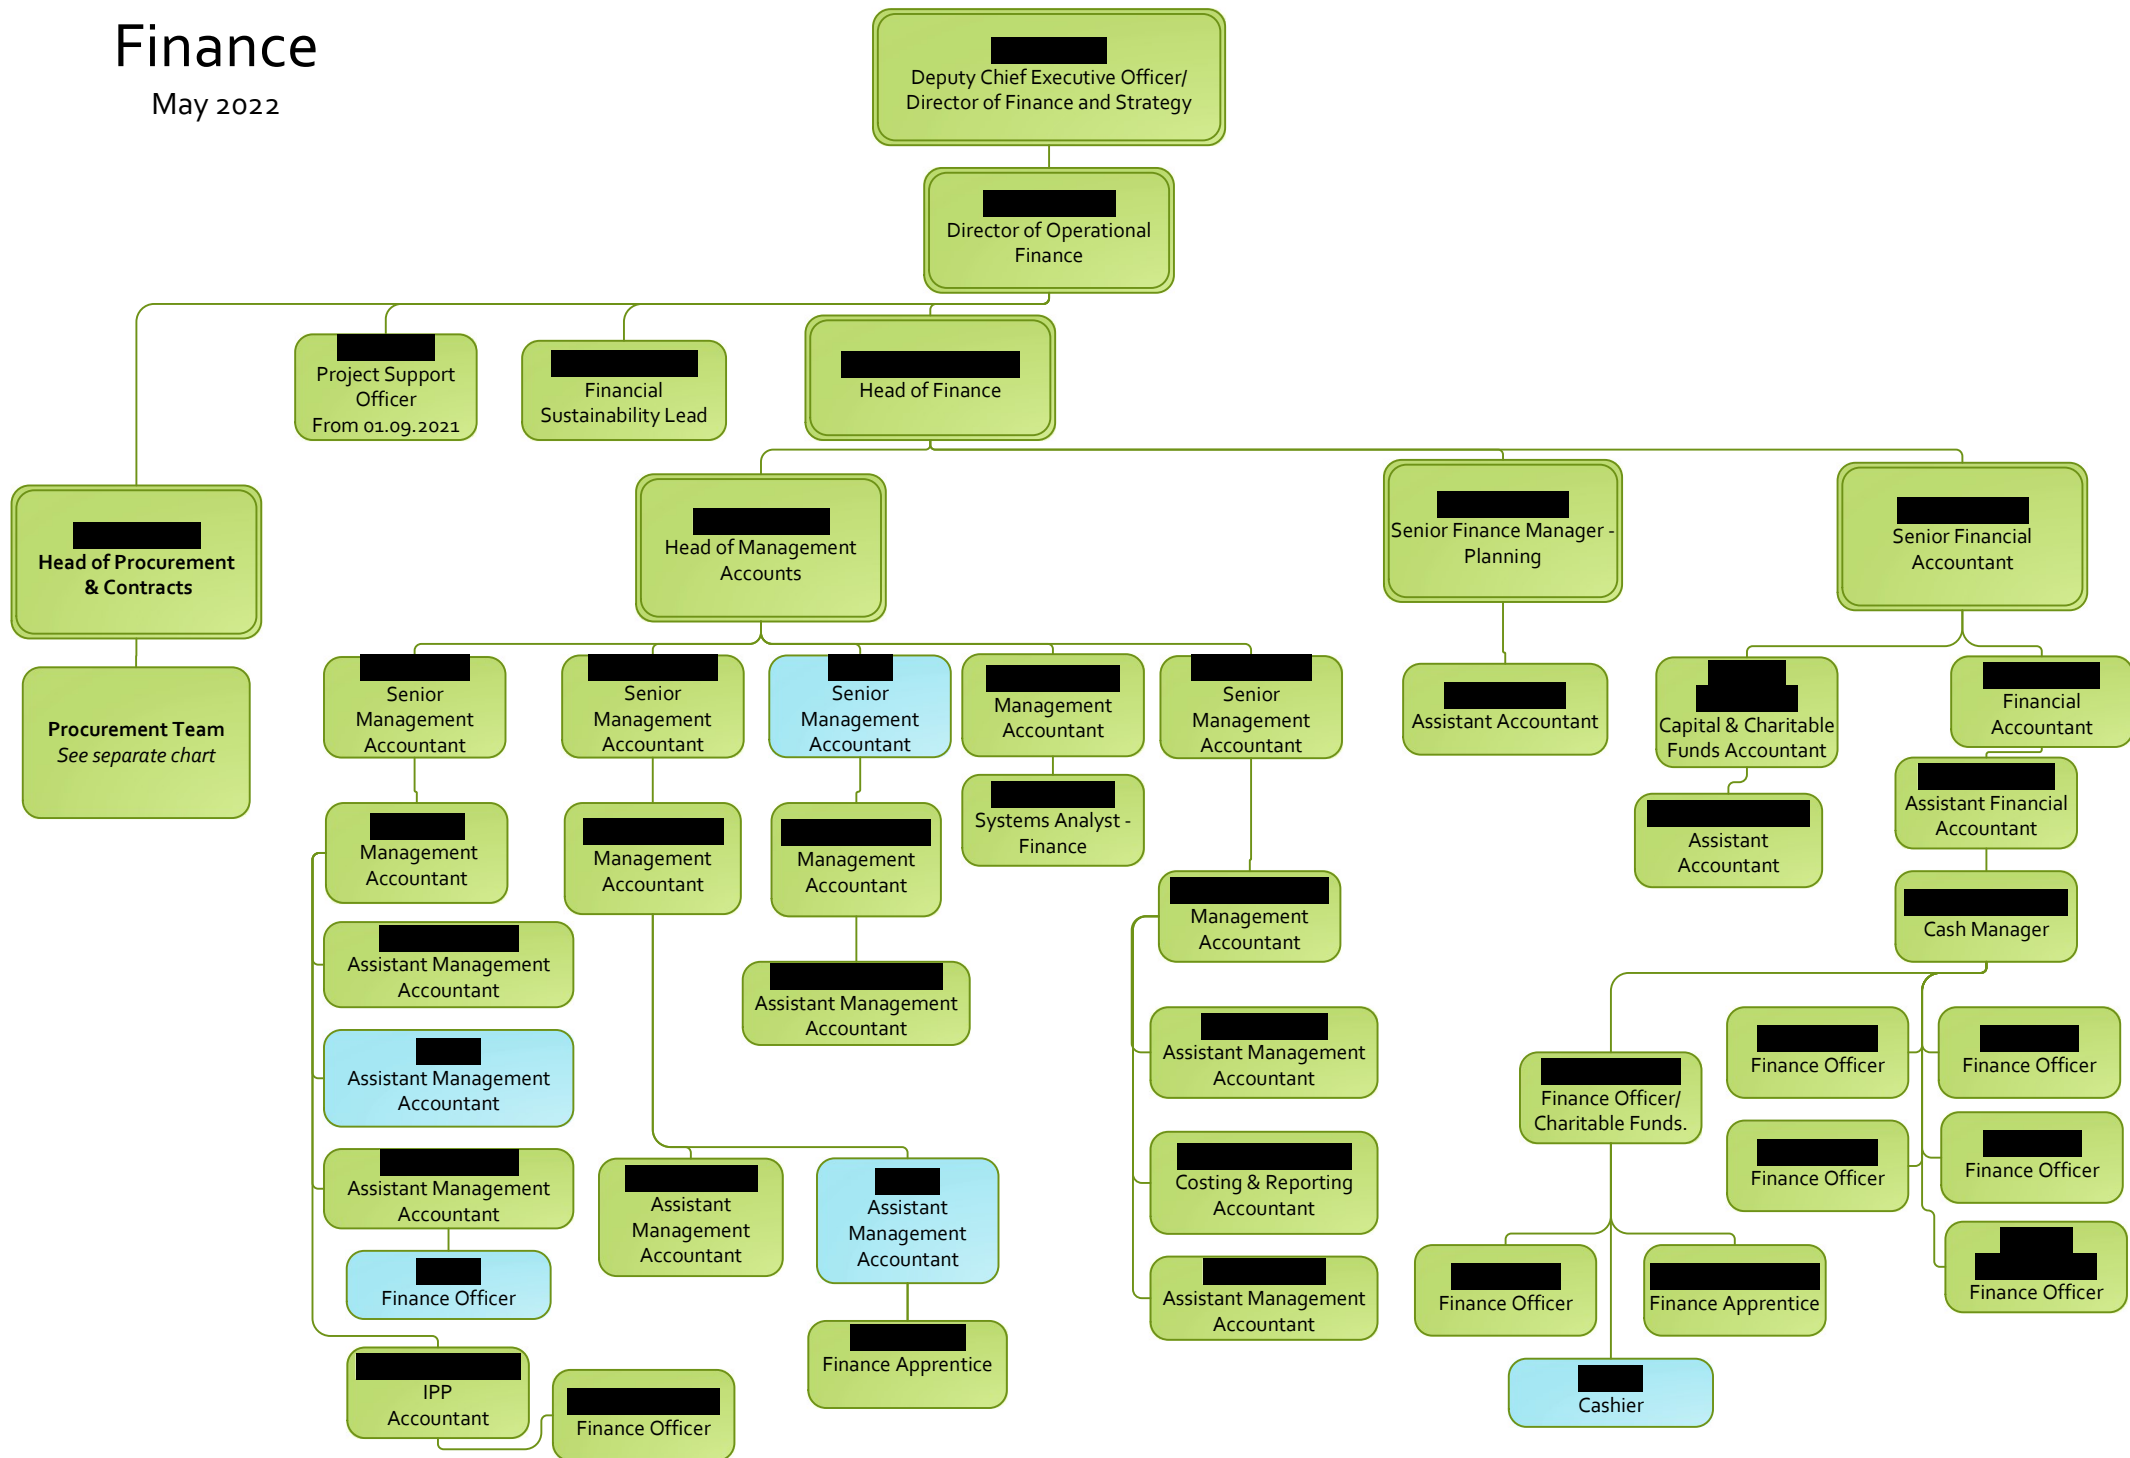 Finance
May 2022
Deputy Chief Executive Officer/
Director of Finance and Strategy
Director of Operational
Finance
Project Support
Officer
From 01.09.2021
Financial
Sustainability Lead
Head of Finance
Head of Procurement
& Contracts
Head of Management
Accounts
Senior Finance Manager -
Planning
Senior Financial
Accountant
Procurement Team
See separate chart
Senior
Management
Accountant
Senior
Management
Accountant
Senior
Management
Accountant
Management
Accountant
Senior
Management
Accountant
Assistant Accountant
Capital & Charitable
Funds Accountant
Financial
Accountant
Management
Accountant
Management
Accountant
Management
Accountant
Systems Analyst -
Finance
Management
Accountant
Assistant
Accountant
Assistant Financial
Accountant
Cash Manager
Assistant Management
Accountant
Assistant Management
Accountant
Assistant Management
Accountant
Finance Officer
IPP
Accountant
Finance Officer
Assistant
Management
Accountant
Assistant
Management
Accountant
Finance Apprentice
Assistant Management
Accountant
Assistant Management
Accountant
Costing & Reporting
Accountant
Assistant Management
Accountant
Finance Officer/
Charitable Funds.
Finance Officer
Finance Officer
Finance Officer
Finance Officer
Finance Officer
Finance Officer
Finance Apprentice
Cashier